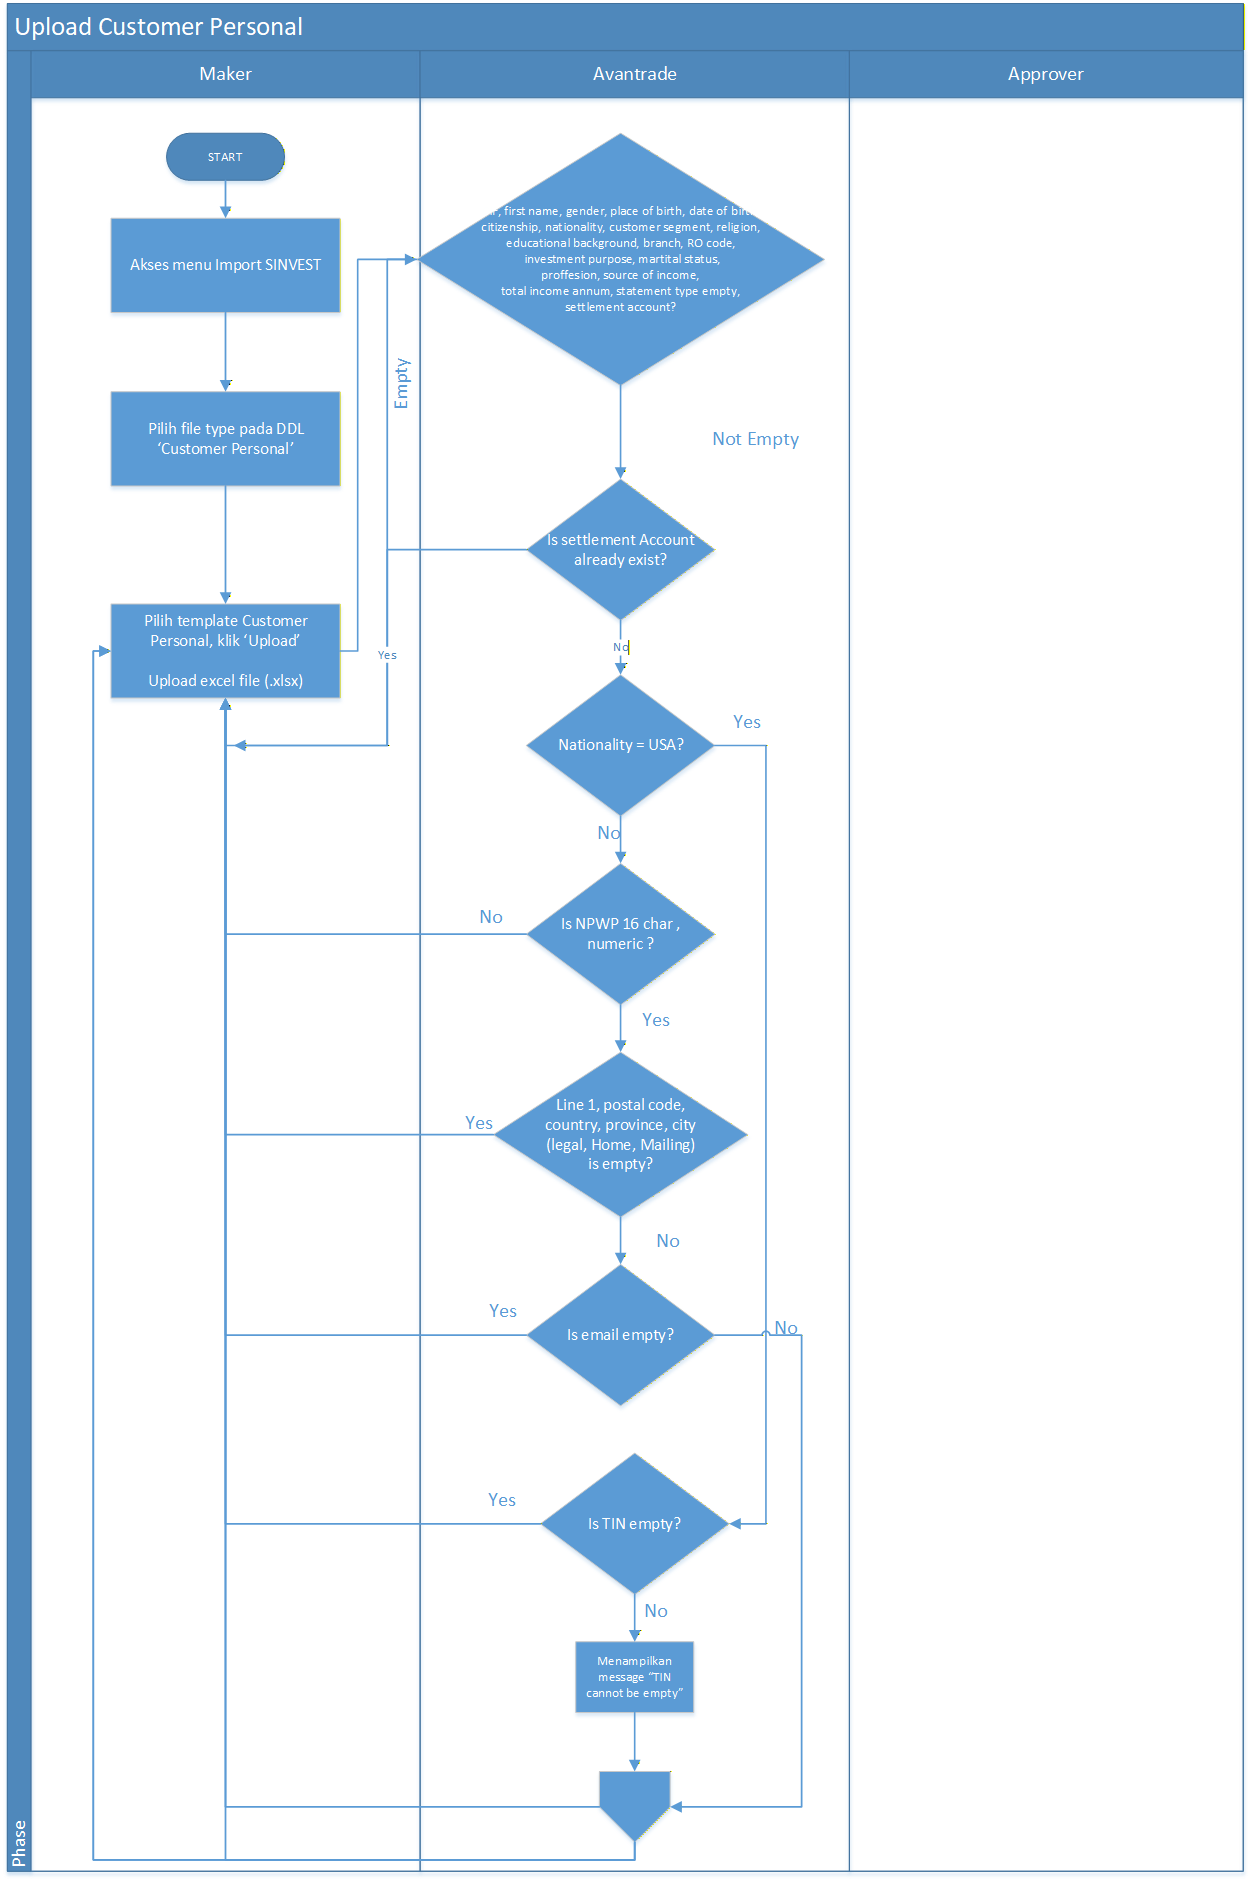 Upload Customer Personal
Maker
Avantrade
Approver
START
Akses menu Import SINVEST
Pilih file type pada DDL
‘Customer Personal’
Pilih template Customer
Personal, klik ‘Upload’
Upload excel file (.xlsx)
, first name, gender, place of birth, date of
citizenship, nationality, customer segment, religion,
educational background, branch, RO code,
investment purpose, martital status,
proffesion, source of income,
total income annum, statement type empty,
settlement account?
Empty
Not Empty
Is settlement Account
already exist?
Yes
No
Nationality = USA?
Yes
No
Is NPWP 16 char ,
numeric ?
No
Yes
Line 1, postal code,
country, province, city
(legal, Home, Mailing)
is empty?
Yes
No
Is email empty?
Yes
No
Is TIN empty?
Yes
No
Menampilkan
message “TIN
cannot be empty”
Phase